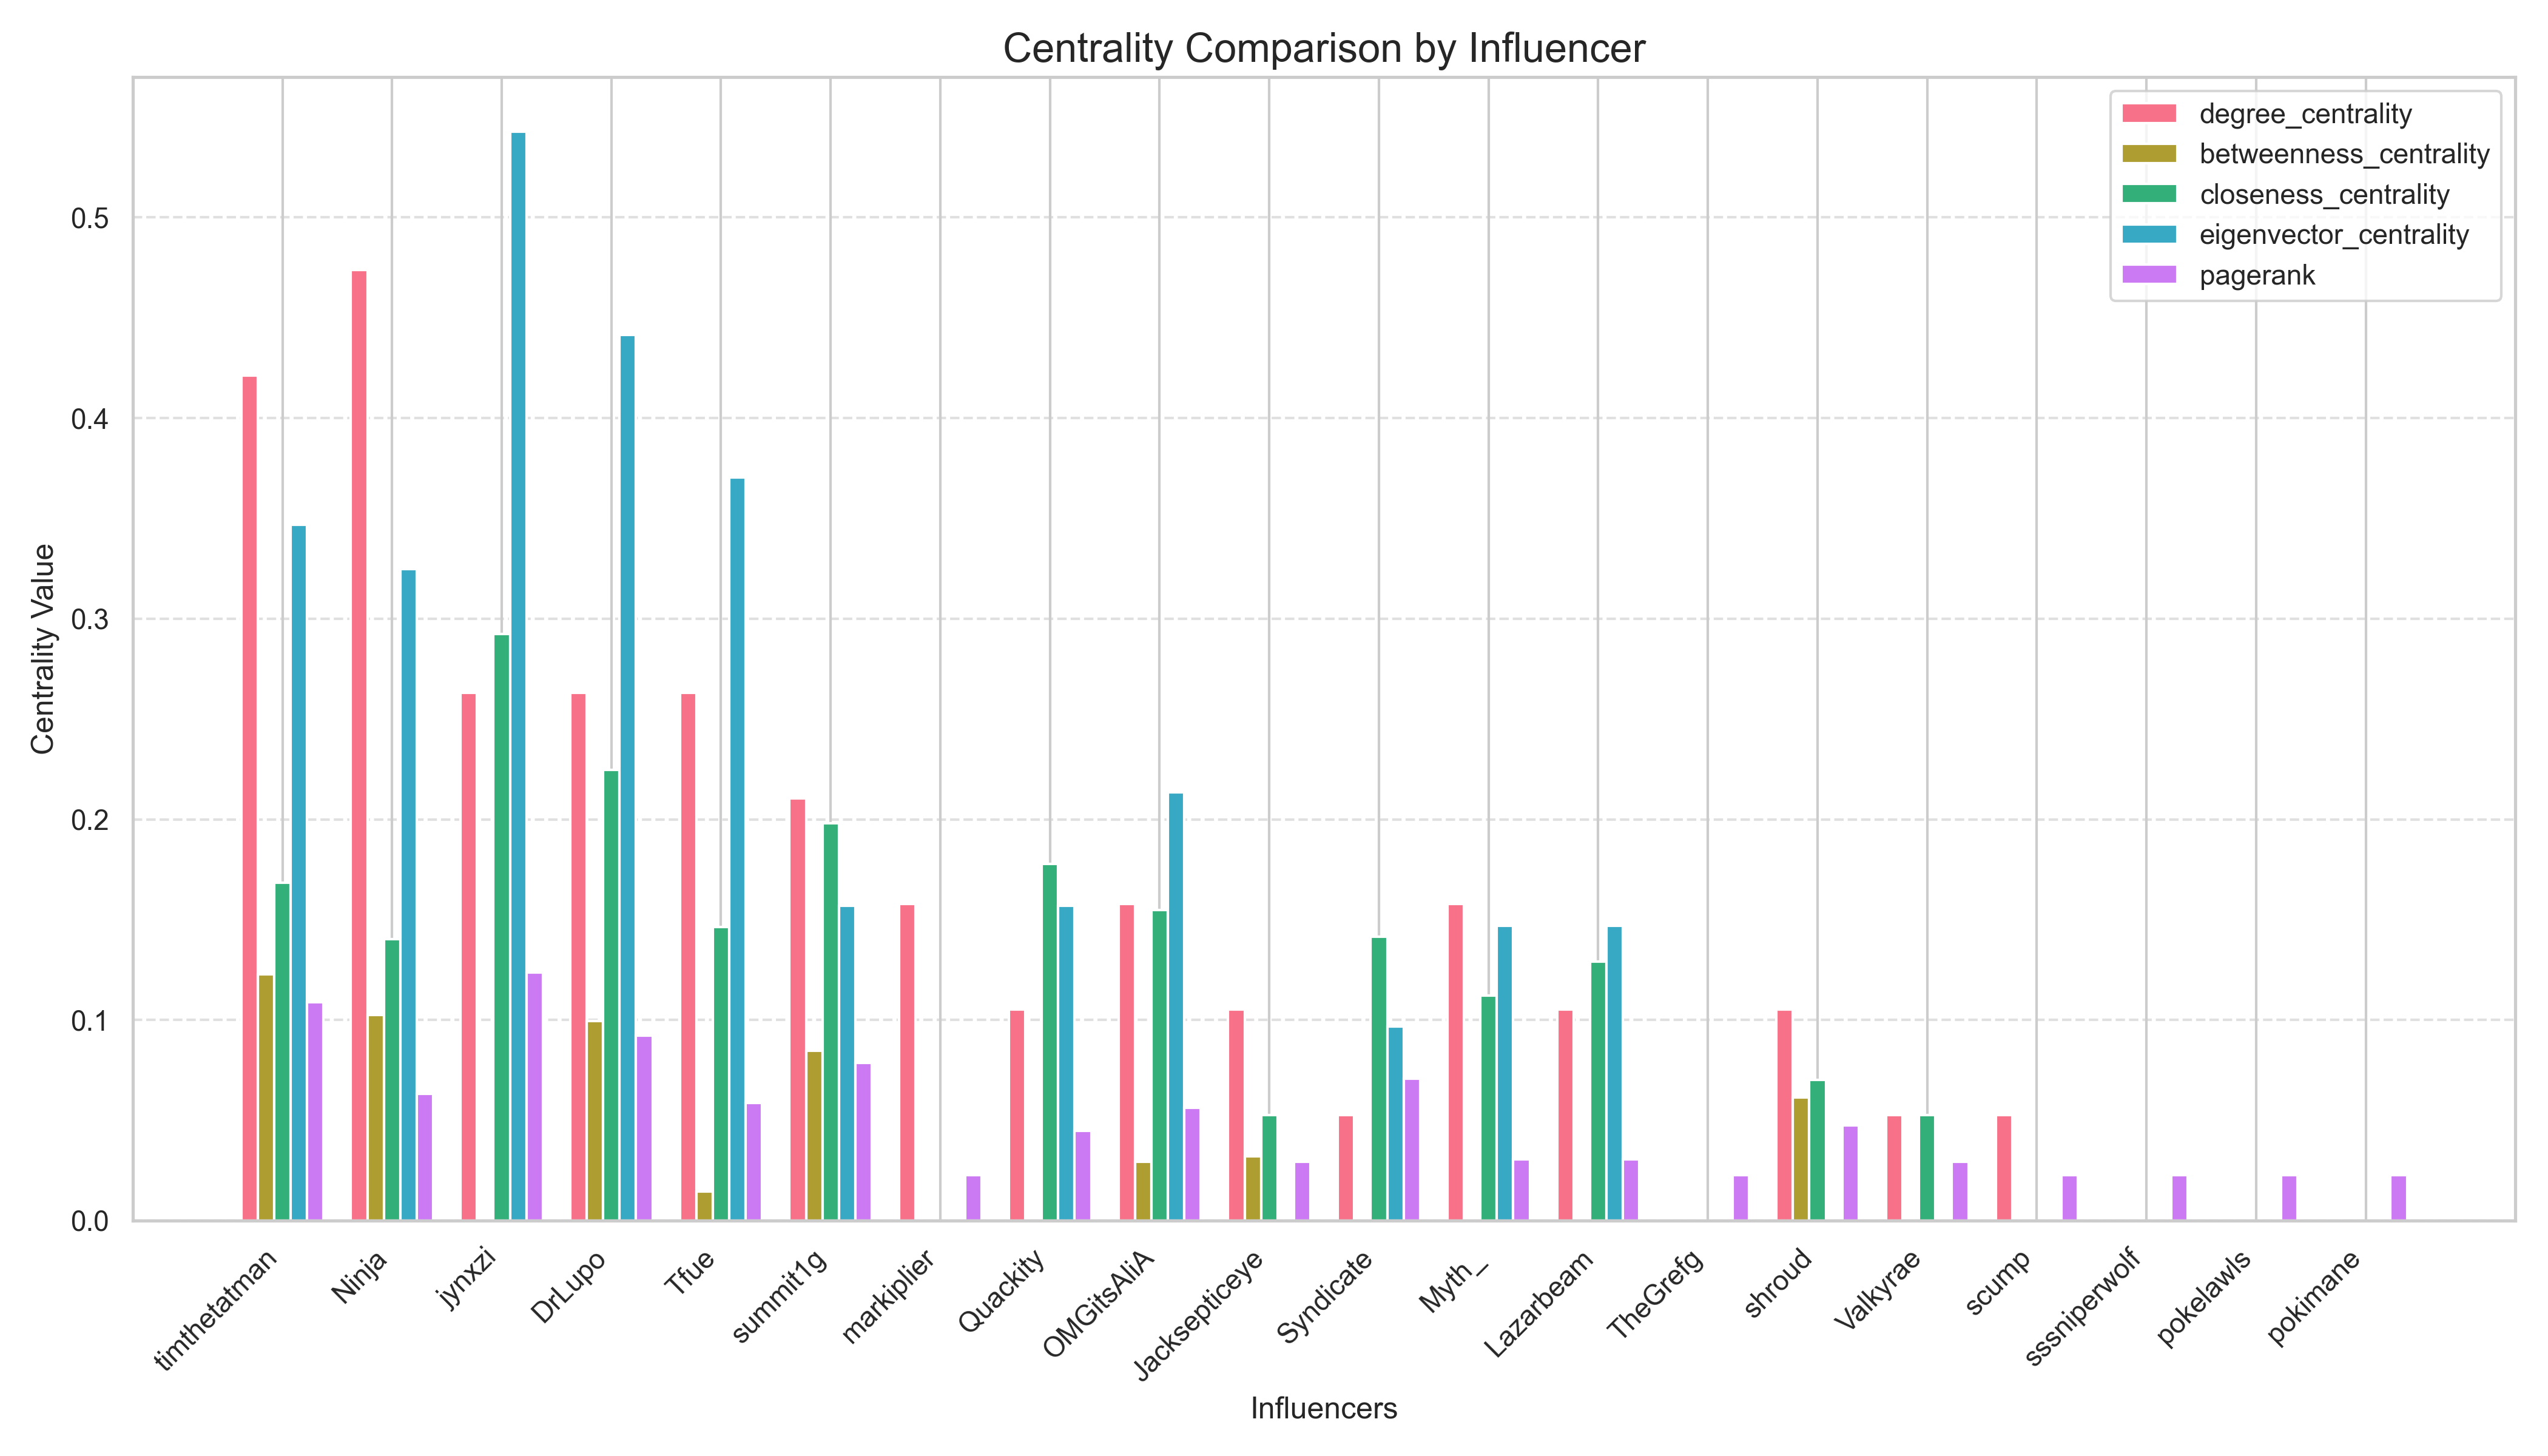 Centrality Comparison by Influencer
degree_centrality
betweenness_centrality
closeness_centrality
eigenvector_centrality
pagerank
Centrality Value
0.5
0.4
0.3
0.2
0.1
0.0
timthetatman
Ninja
jynxzi
DrLupo
Tfue
summit1g
markiplier
Quackity
OMGitsAliA
Jacksepticeye
Syndicate
Myth_
Lazarbeam
TheGrefg
shroud
Valkyrae
scump
sssniperwolf
pokelawls
pokimane
Influencers